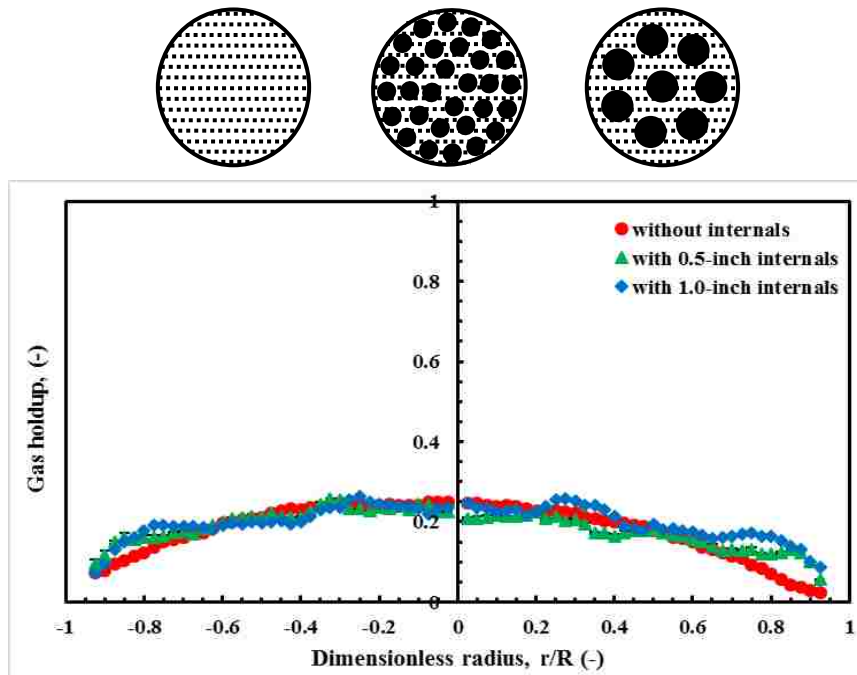 1
without internals
with 0.5-inch internals
with 1.0-inch internals
0.8
0.6
0.4
0.2
0
Gas holdup, (-)
-1 -0.8 -0.6 -0.4 -0.2 0 0.2 0.4 0.6 0.8 1
Dimensionless radius, r/R (-)